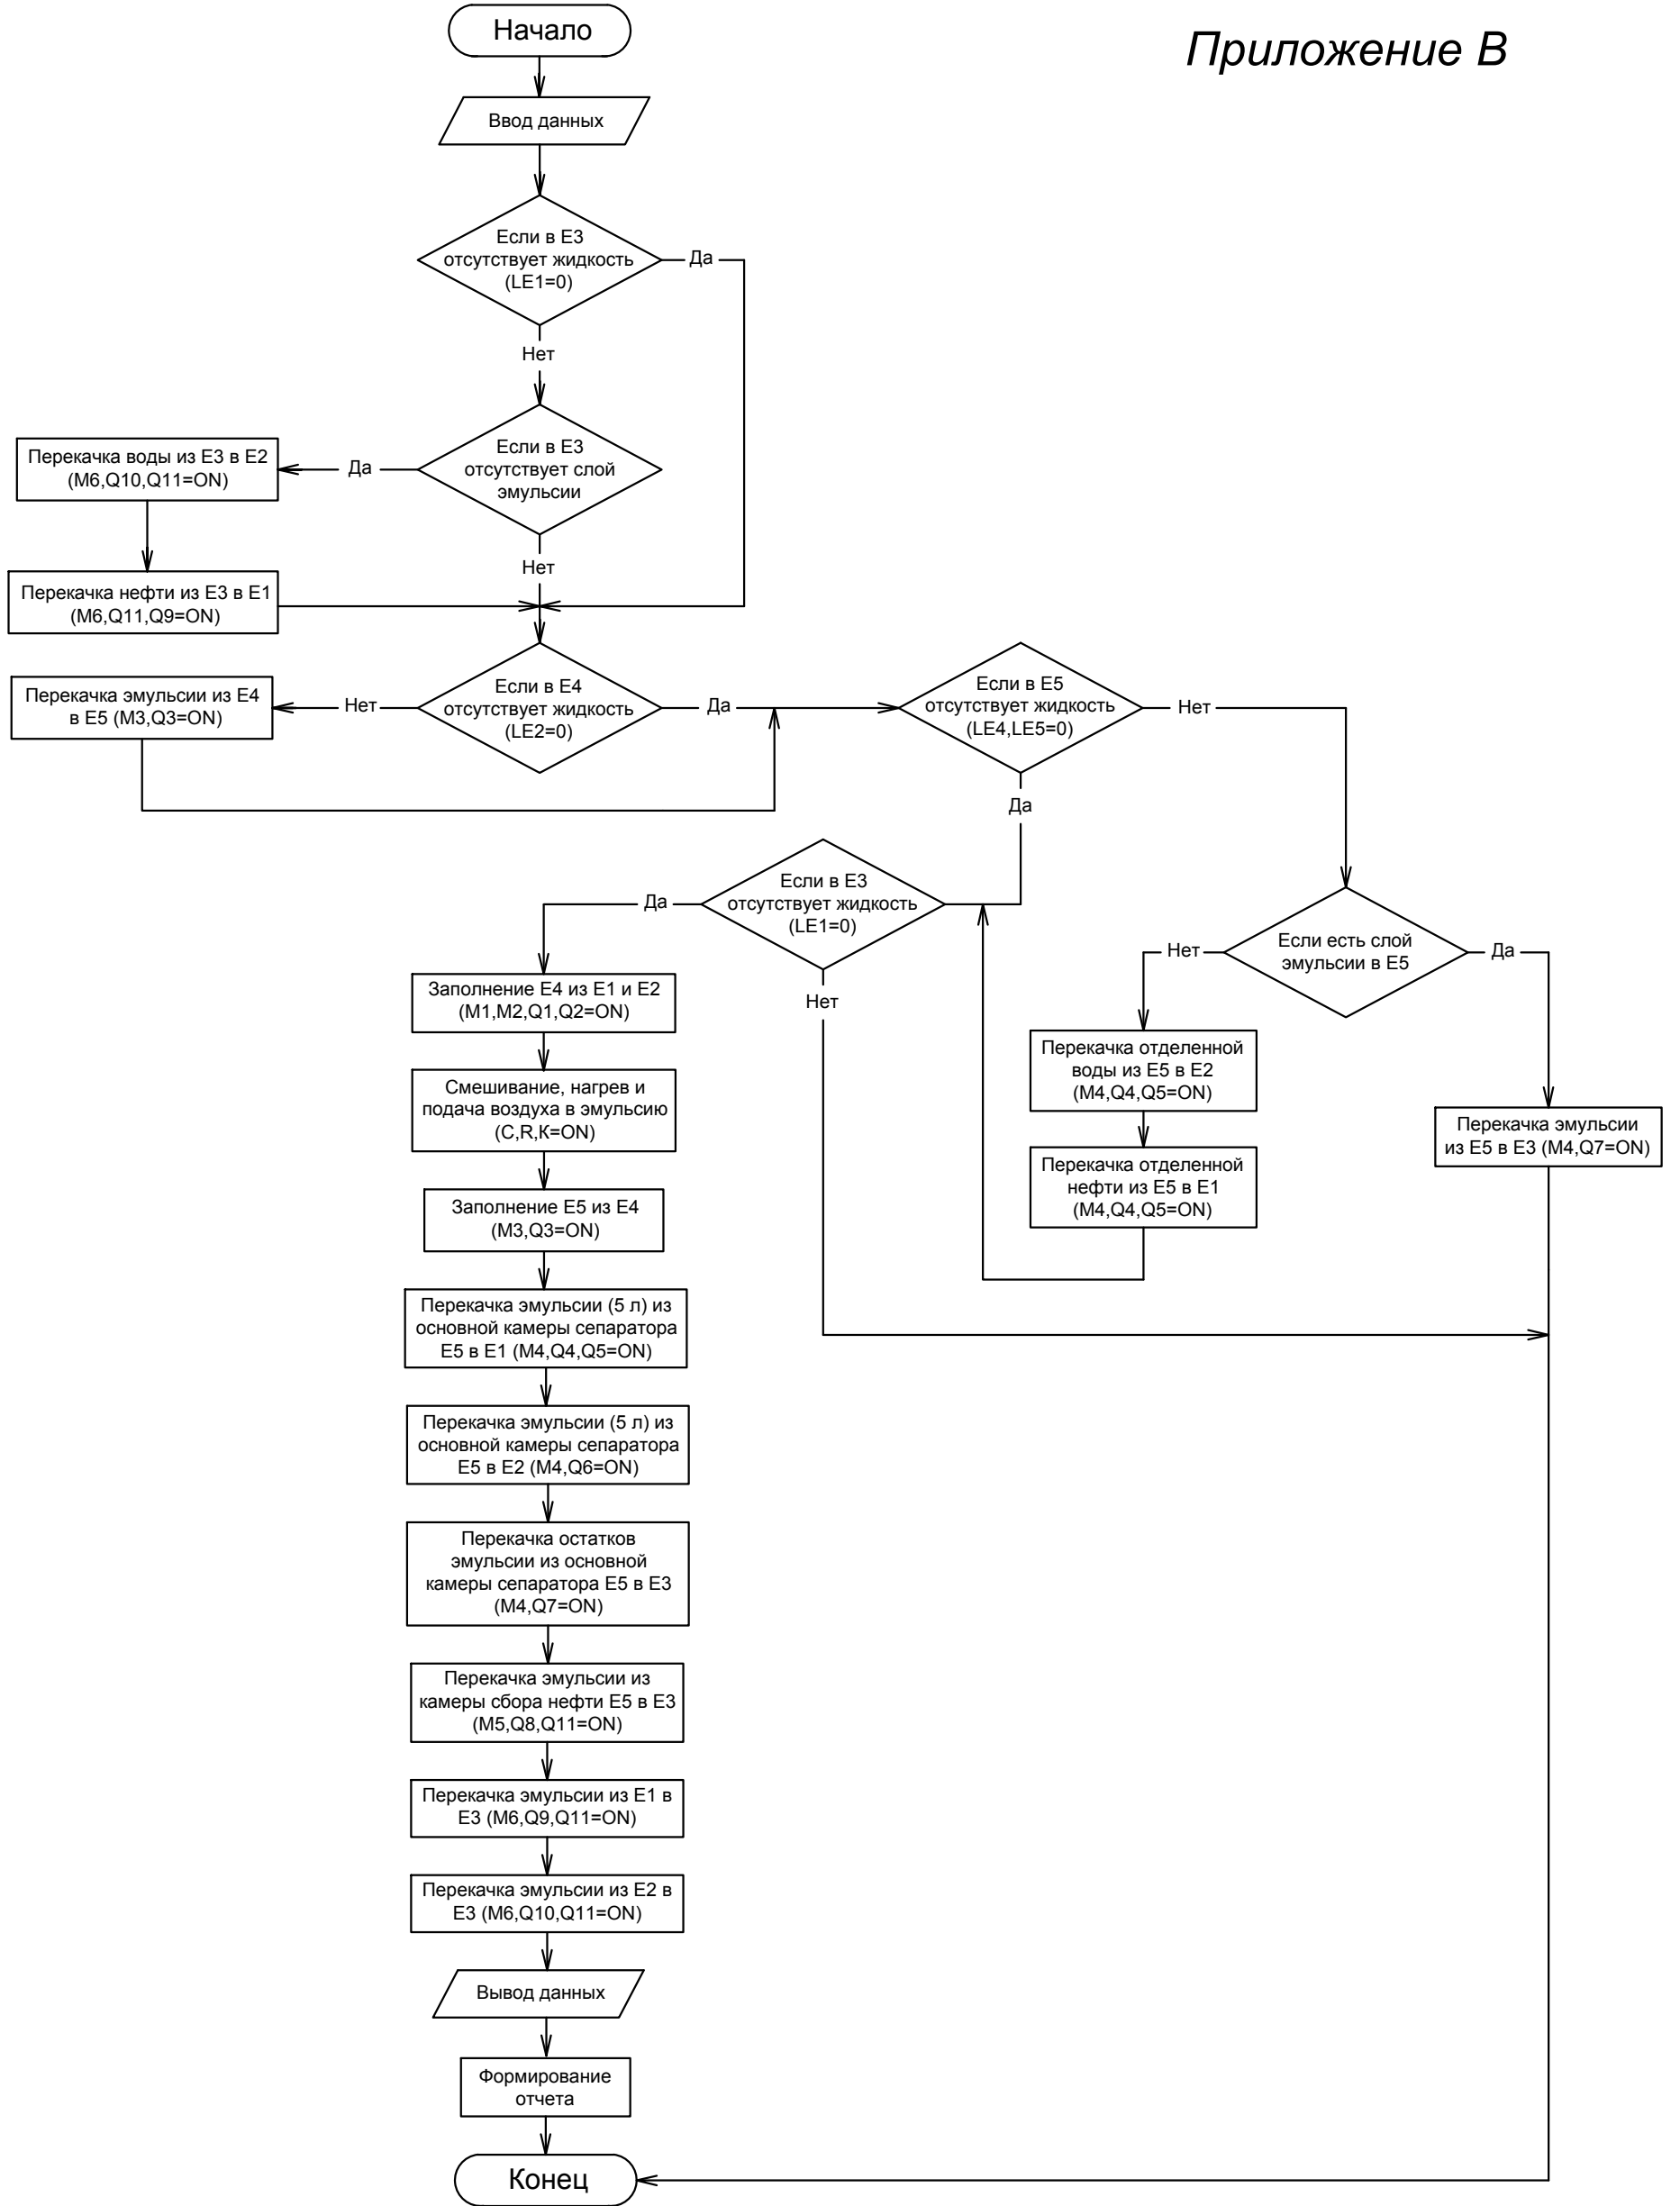 Приложение В
Начало
Ввод данных
Если в Е3
отсутствует жидкость
(LE1=0)
Да
Нет
Если в Е3
отсутствует слой
эмульсии
Да
Нет
Перекачка воды из Е3 в Е2
(M6,Q10,Q11=ON)
Перекачка нефти из Е3 в Е1
(M6,Q11,Q9=ON)
Если в Е4
отсутствует жидкость
(LE2=0)
Нет
Да
Перекачка эмульсии из Е4
в Е5 (M3,Q3=ON)
Если в Е5
отсутствует жидкость
(LE4,LE5=0)
Нет
Да
Если в Е3
отсутствует жидкость
(LE1=0)
Да
Нет
Если есть слой
эмульсии в Е5
Нет
Да
Перекачка отделенной
воды из Е5 в Е2
(M4,Q4,Q5=ON)
Перекачка отделенной
нефти из Е5 в Е1
(M4,Q4,Q5=ON)
Перекачка эмульсии
из Е5 в Е3 (M4,Q7=ON)
Заполнение Е4 из Е1 и Е2
(M1,M2,Q1,Q2=ON)
Смешивание, нагрев и
подача воздуха в эмульсию
(C,R,К=ON)
Заполнение Е5 из Е4
(M3,Q3=ON)
Перекачка эмульсии (5 л) из
основной камеры сепаратора
Е5 в Е1 (M4,Q4,Q5=ON)
Перекачка эмульсии (5 л) из
основной камеры сепаратора
Е5 в Е2 (M4,Q6=ON)
Перекачка остатков
эмульсии из основной
камеры сепаратора Е5 в Е3
(M4,Q7=ON)
Перекачка эмульсии из
камеры сбора нефти Е5 в Е3
(M5,Q8,Q11=ON)
Перекачка эмульсии из Е1 в
Е3 (M6,Q9,Q11=ON)
Перекачка эмульсии из Е2 в
Е3 (M6,Q10,Q11=ON)
Вывод данных
Формирование
отчета
Конец